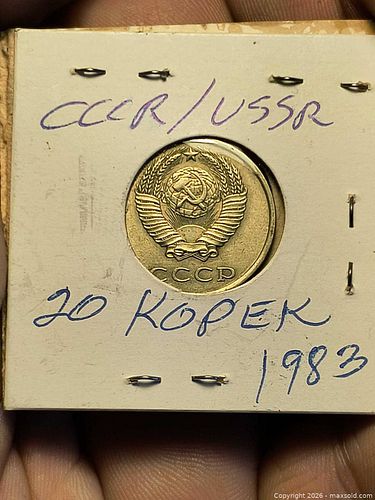 CCCR/USSR
СССР
20 KOPEK
1983
Copyright 2026 - maxsold.com